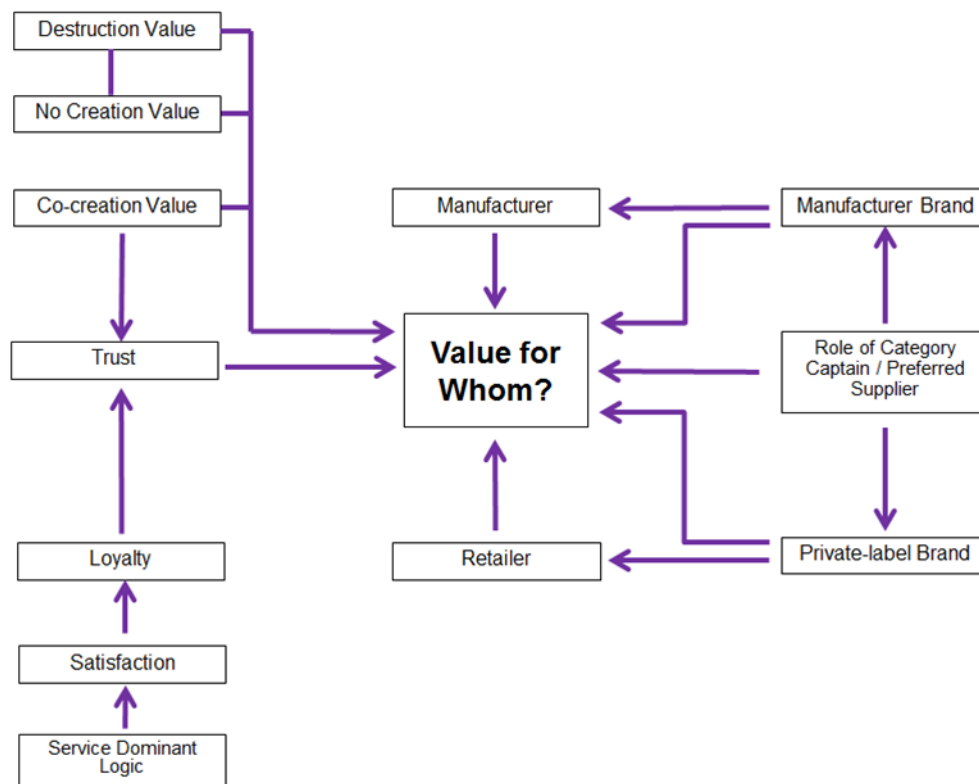 Destruction Value
No Creation Value
Co-creation Value
Manufacturer
Manufacturer Brand
Trust
Value for
Whom?
Role of Category
Captain / Preferred
Supplier
Loyalty
Retailer
Private-label Brand
Satisfaction
Service Dominant
Logic